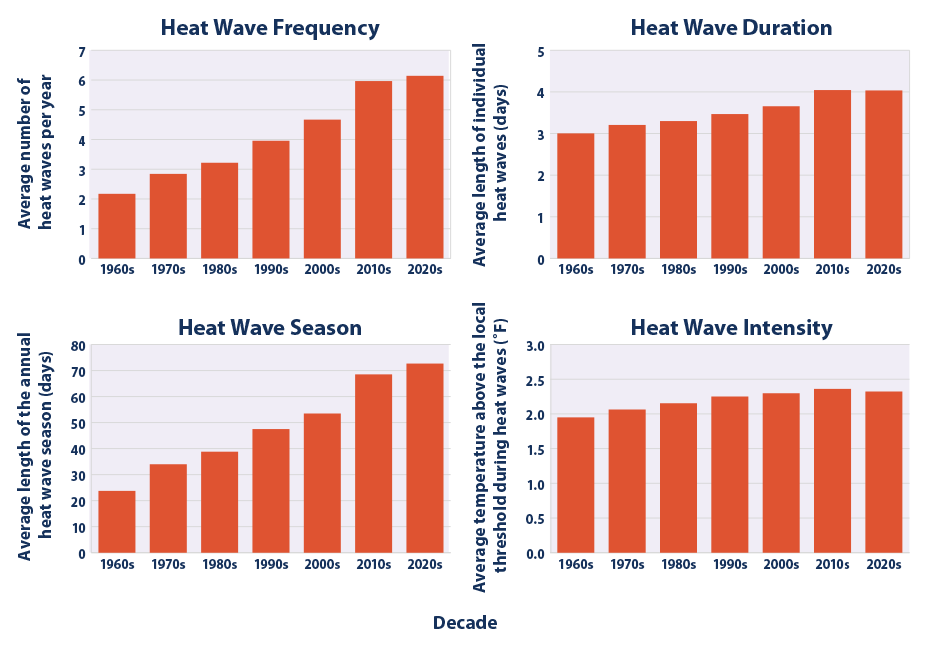 Heat Wave Frequency
Average number of
heat waves per year
7
6
5
4
3
2
1
0
1960s 1970s 1980s 1990s 2000s 2010s 2020s
Heat Wave Duration
Average length of individual
heat waves (days)
5
4
3
2
1
0
1960s 1970s 1980s 1990s 2000s 2010s 2020s
Heat Wave Season
Average length of the annual
heat wave season (days)
80
70
60
50
40
30
20
10
0
1960s 1970s 1980s 1990s 2000s 2010s 2020s
Heat Wave Intensity
Average temperature above the local
threshold during heat waves (˚F)
3.0
2.5
2.0
1.5
1.0
0.5
0.0
1960s 1970s 1980s 1990s 2000s 2010s 2020s
Decade